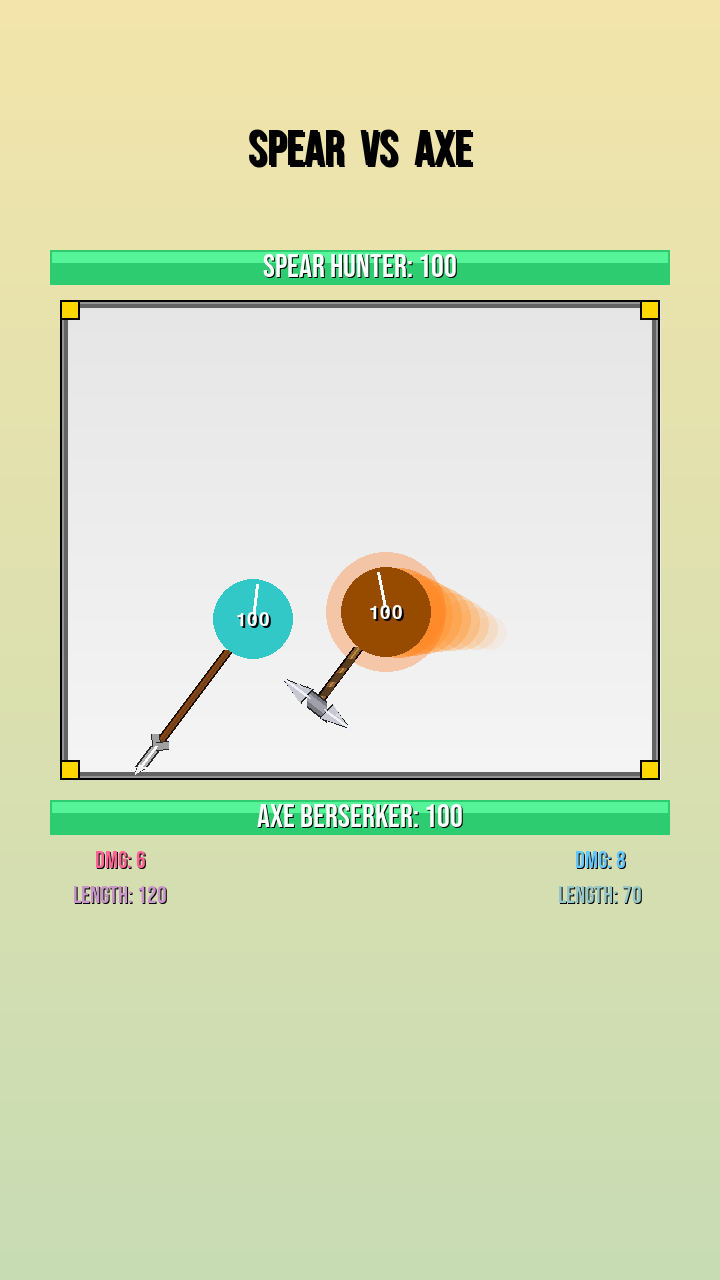 SPEAR VS AXE
SPEAR HUNTER: 100
100
100
AXE BERSERKER: 100
DMG: 6
DMG: 8
LENGTH: 120
LENGTH: 70